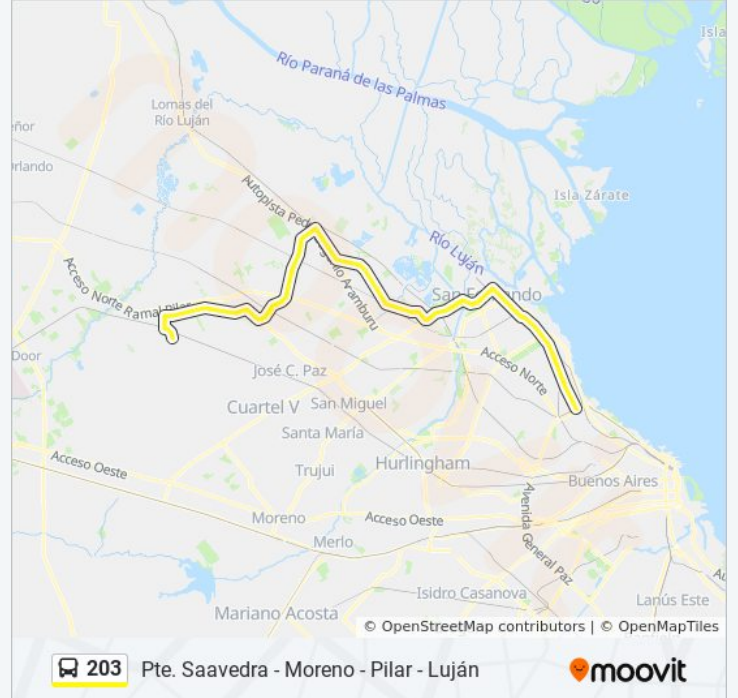 Isla
Río Paraná de las Palmas
Lomas del
Río Luján
ñor
rlando
Isla Zárate
Autopista Ped
gilio Aramburu
Río Luján
Acceso Norte Ramal Pilar
San Fernando
Door
José C. Paz
Acceso Norte
Cuartel V
San Miguel
Santa María
Acceso Oeste
Trujui
Hurlingham
Buenos Aires
Avenida General Paz
Moreno
Acceso Oeste
Merlo
Isidro Casanova
Lanús Este
Au
Mariano Acosta
© OpenStreetMap contributors | © OpenMapTiles
203 Pte. Saavedra - Moreno - Pilar - Luján
moovit